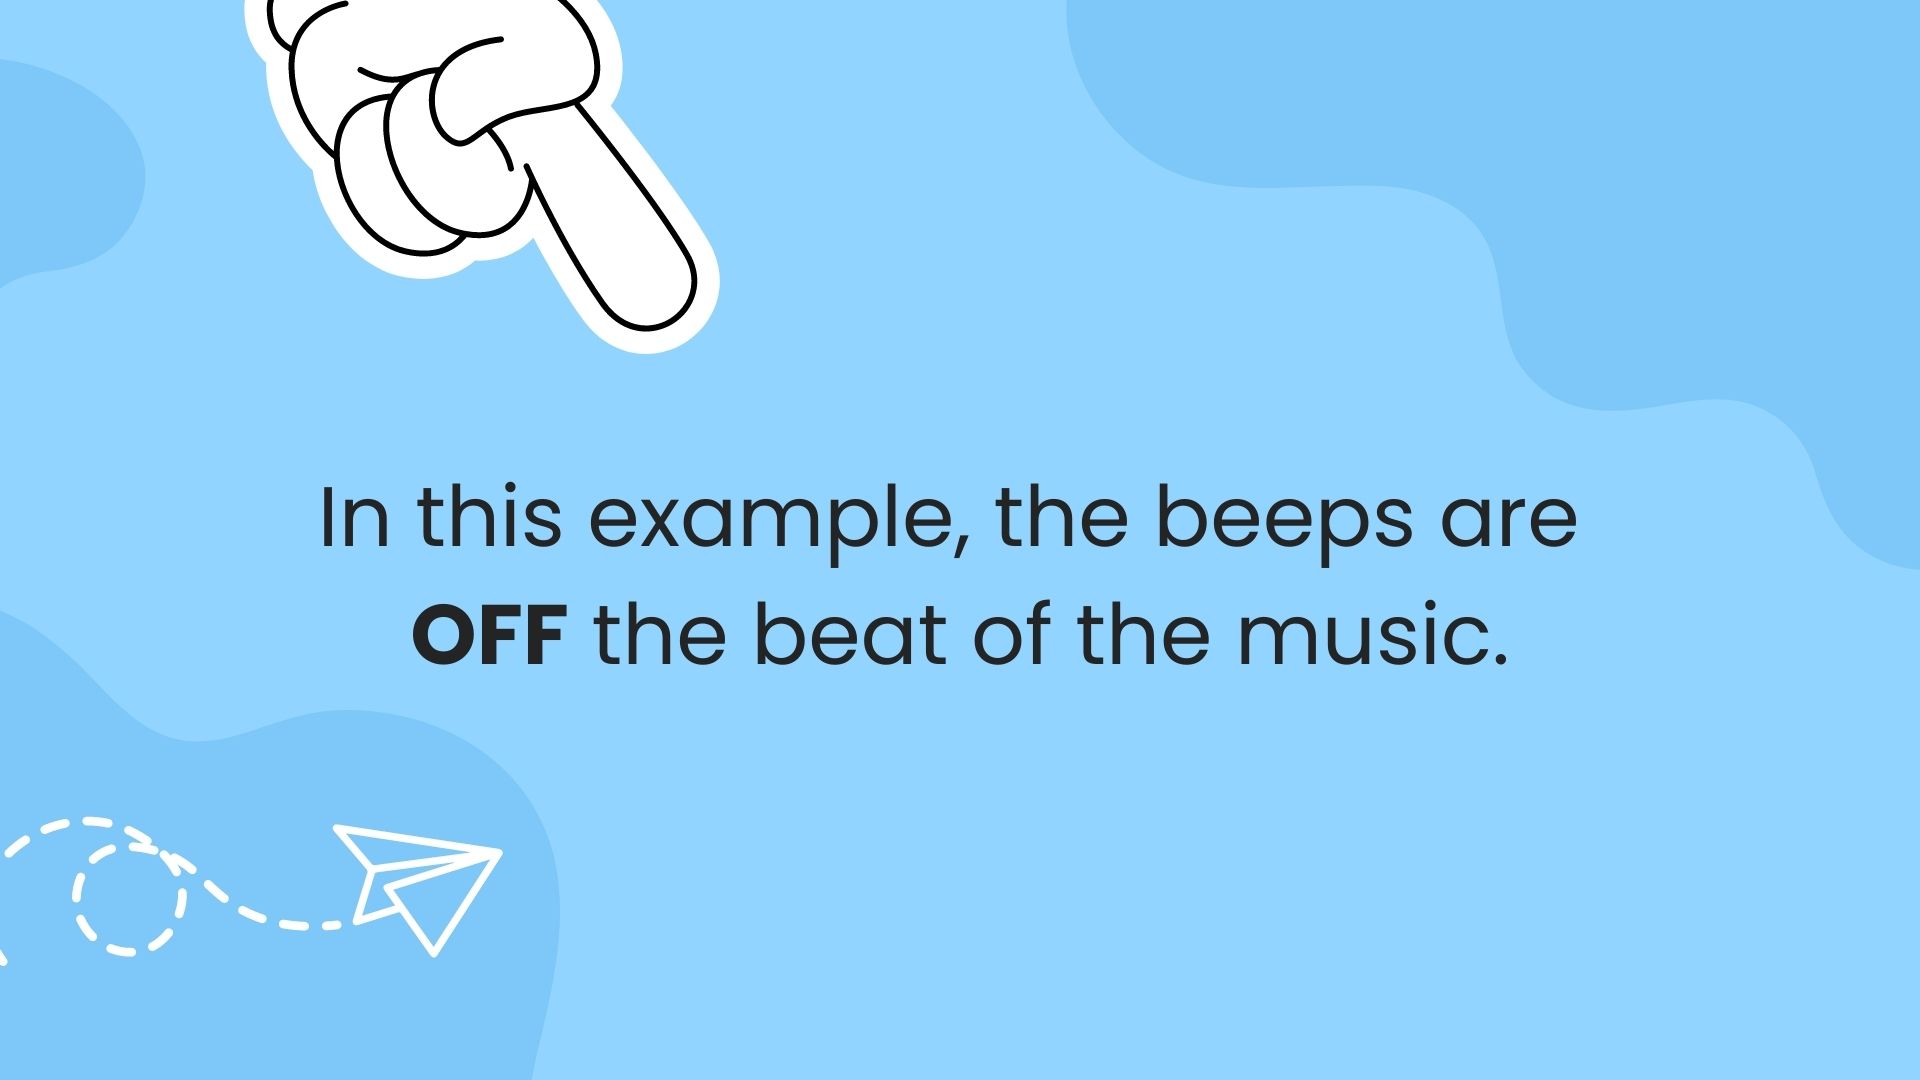 In this example, the beeps are
OFF the beat of the music.